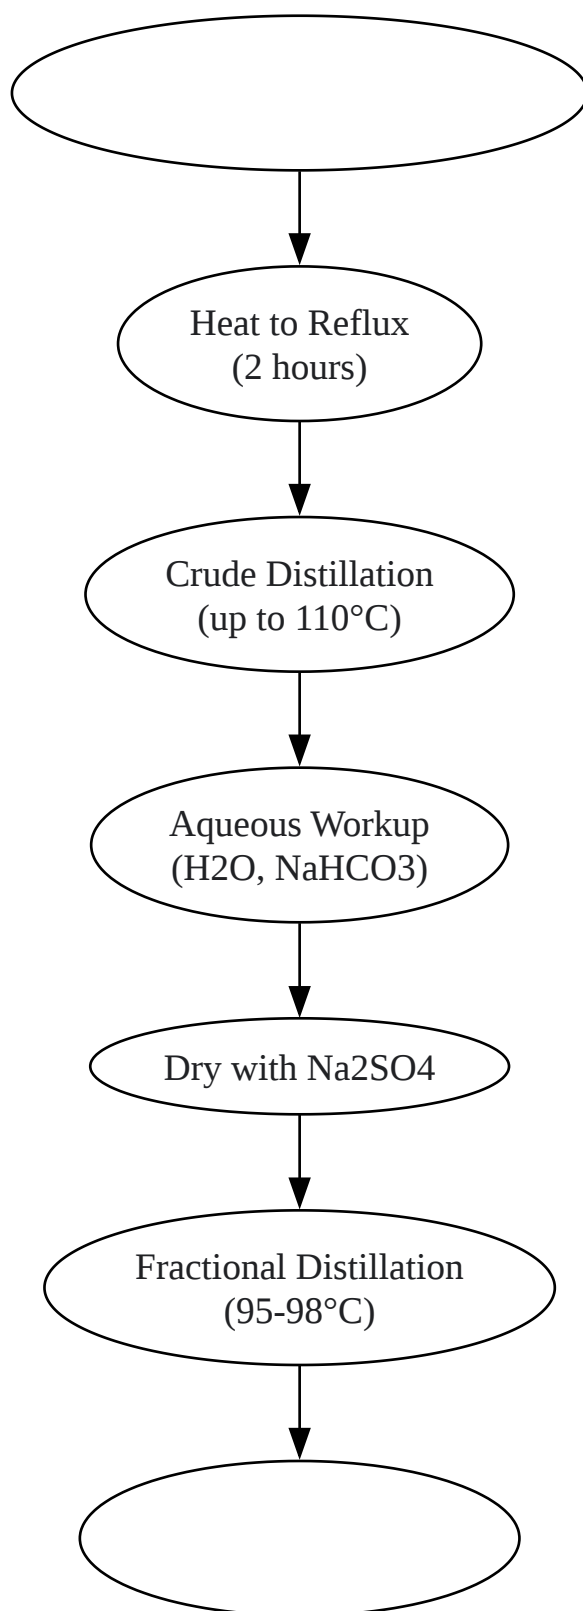 Heat to Reflux
(2 hours)
Crude Distillation
(up to 110°C)
Aqueous Workup
(H2O, NaHCO3)
Dry with Na2SO4
Fractional Distillation
(95-98°C)